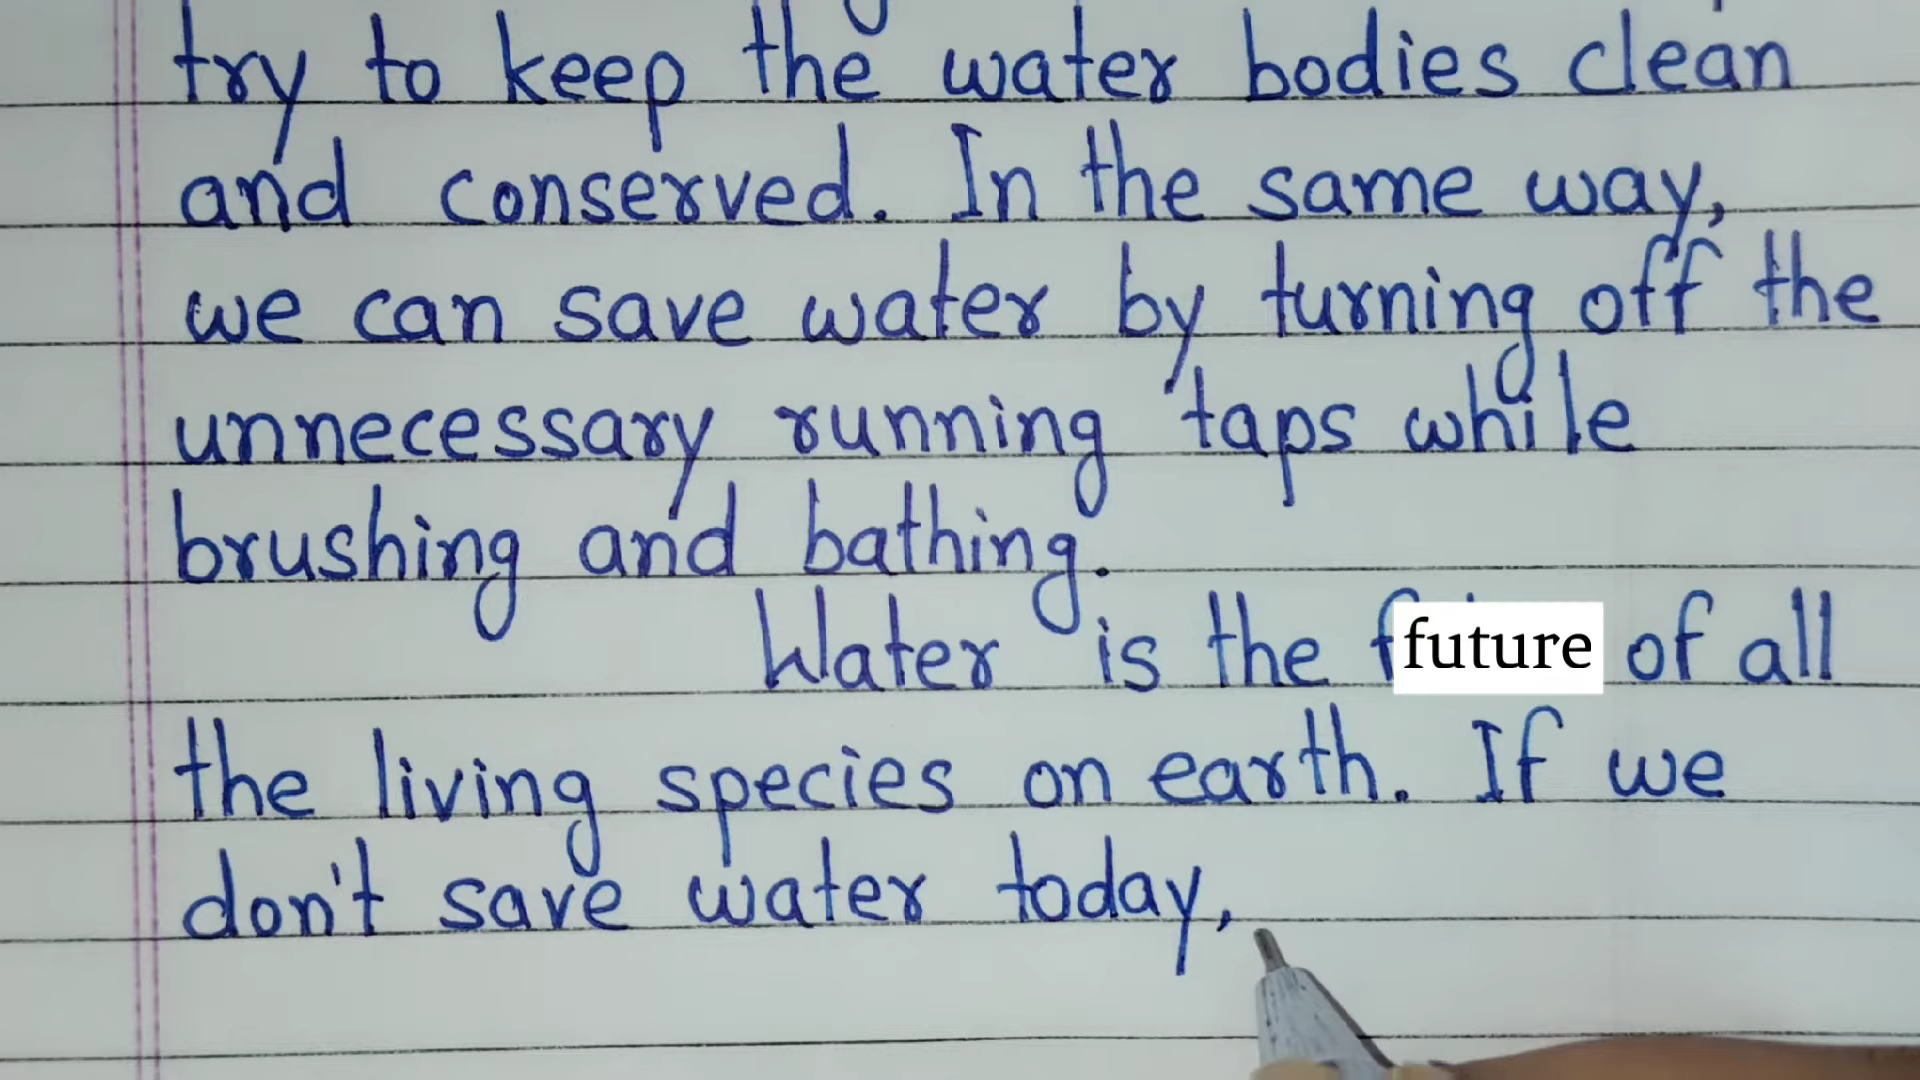 try to keep the water bodies clean
and conserved. In the same way,
we can save water by turning off the
unnecessary running taps while
brushing and bathing.
Water is the future of all
the living species on earth. If we
don't save water today,